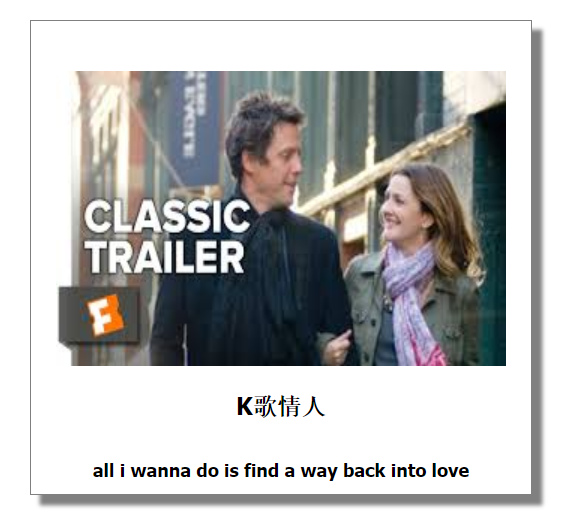 CLASSIC
TRAILER
K歌情人
all i wanna do is find a way back into love